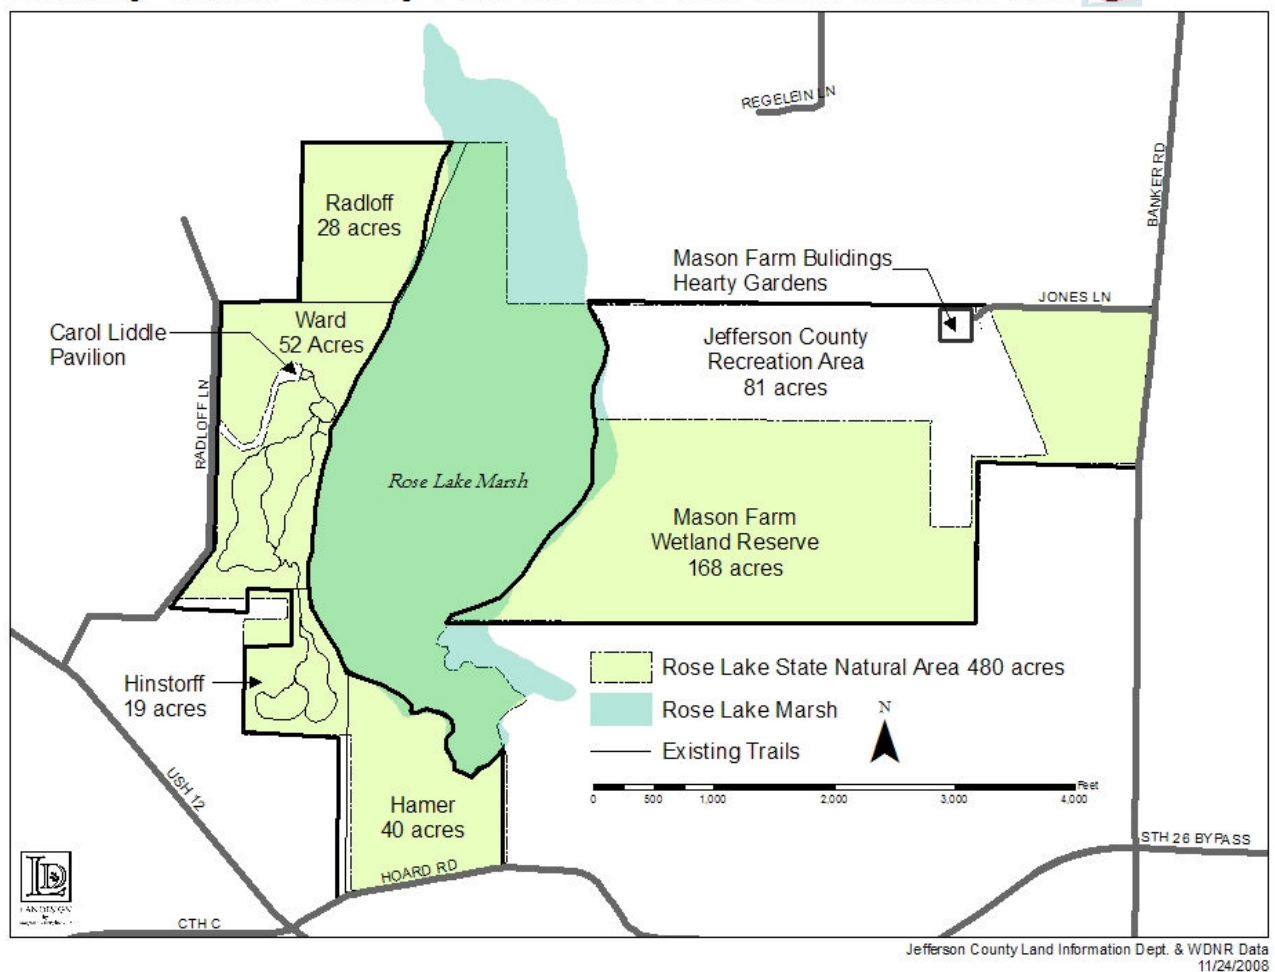 REGELEIN LN
BANKER RD
Radloff
28 acres
Mason Farm Bulidings
Hearty Gardens
JONES LN
Carol Liddle
Pavilion
Ward
52 Acres
Jefferson County
Recreation Area
81 acres
RADLOFF LN
Rose Lake Marsh
Mason Farm
Wetland Reserve
168 acres
Hinstorff
19 acres
Rose Lake State Natural Area 480 acres
Rose Lake Marsh
N
Existing Trails
Feet
0 500 1,000 2,000 3,000 4,000
USH 12
Hamer
40 acres
HOARD RD
STH 26 BYPASS
LD
LANDESIGN
CTH C
Jefferson County Land Information Dept. & WDNR Data
11/24/2008